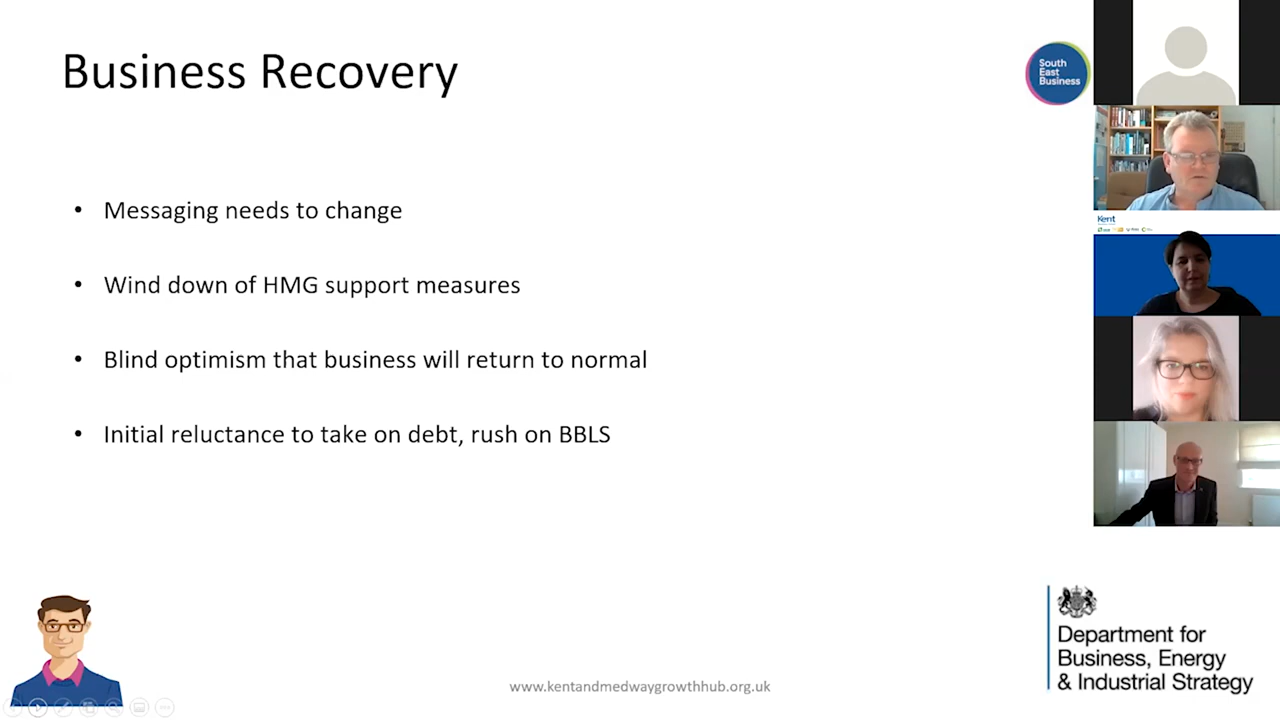 Business Recovery
South
East
Business
• Messaging needs to change
• Wind down of HMG support measures
• Blind optimism that business will return to normal
• Initial reluctance to take on debt, rush on BBLS
Kent
www.kentandmedwaygrowthhub.org.uk
Department for
Business, Energy
& Industrial Strategy